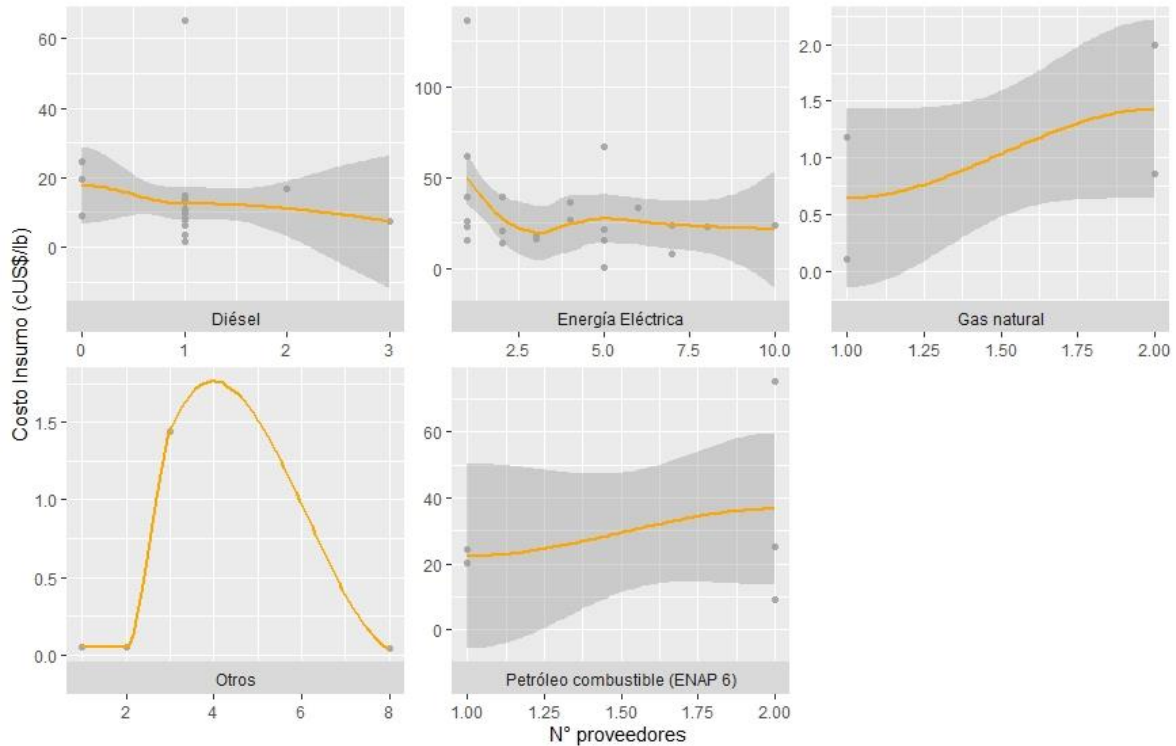 Costo Insumo (cUS$/lb)
60
40
20
0
Diésel
0 1 2 3
100
50
0
Energía Eléctrica
2.5 5.0 7.5 10.0
2.0
1.5
1.0
0.5
0.0
Gas natural
1.00 1.25 1.50 1.75 2.00
1.5
1.0
0.5
0.0
Otros
2 4 6 8
60
40
20
0
Petróleo combustible (ENAP 6)
1.00 1.25 1.50 1.75 2.00
N° proveedores